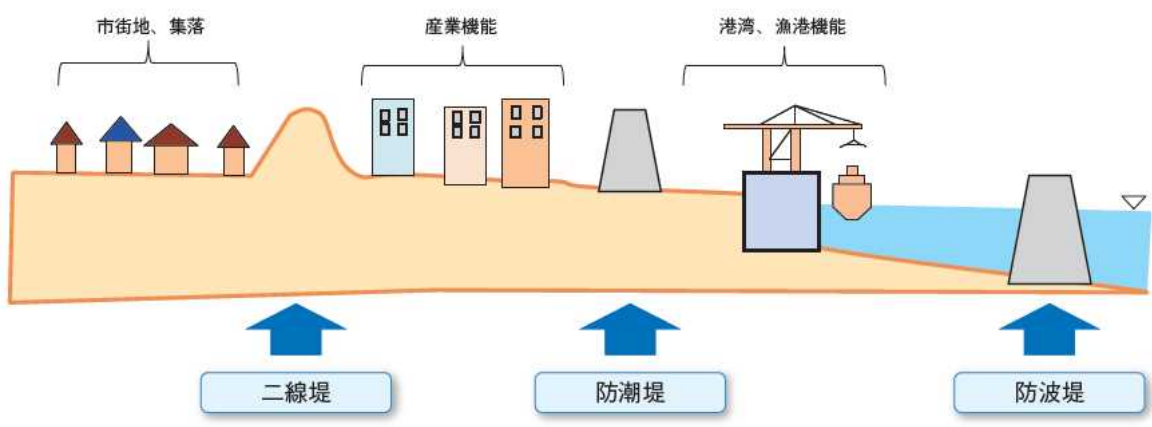 市街地、集落
産業機能
港湾、漁港機能
二線堤
防潮堤
防波堤